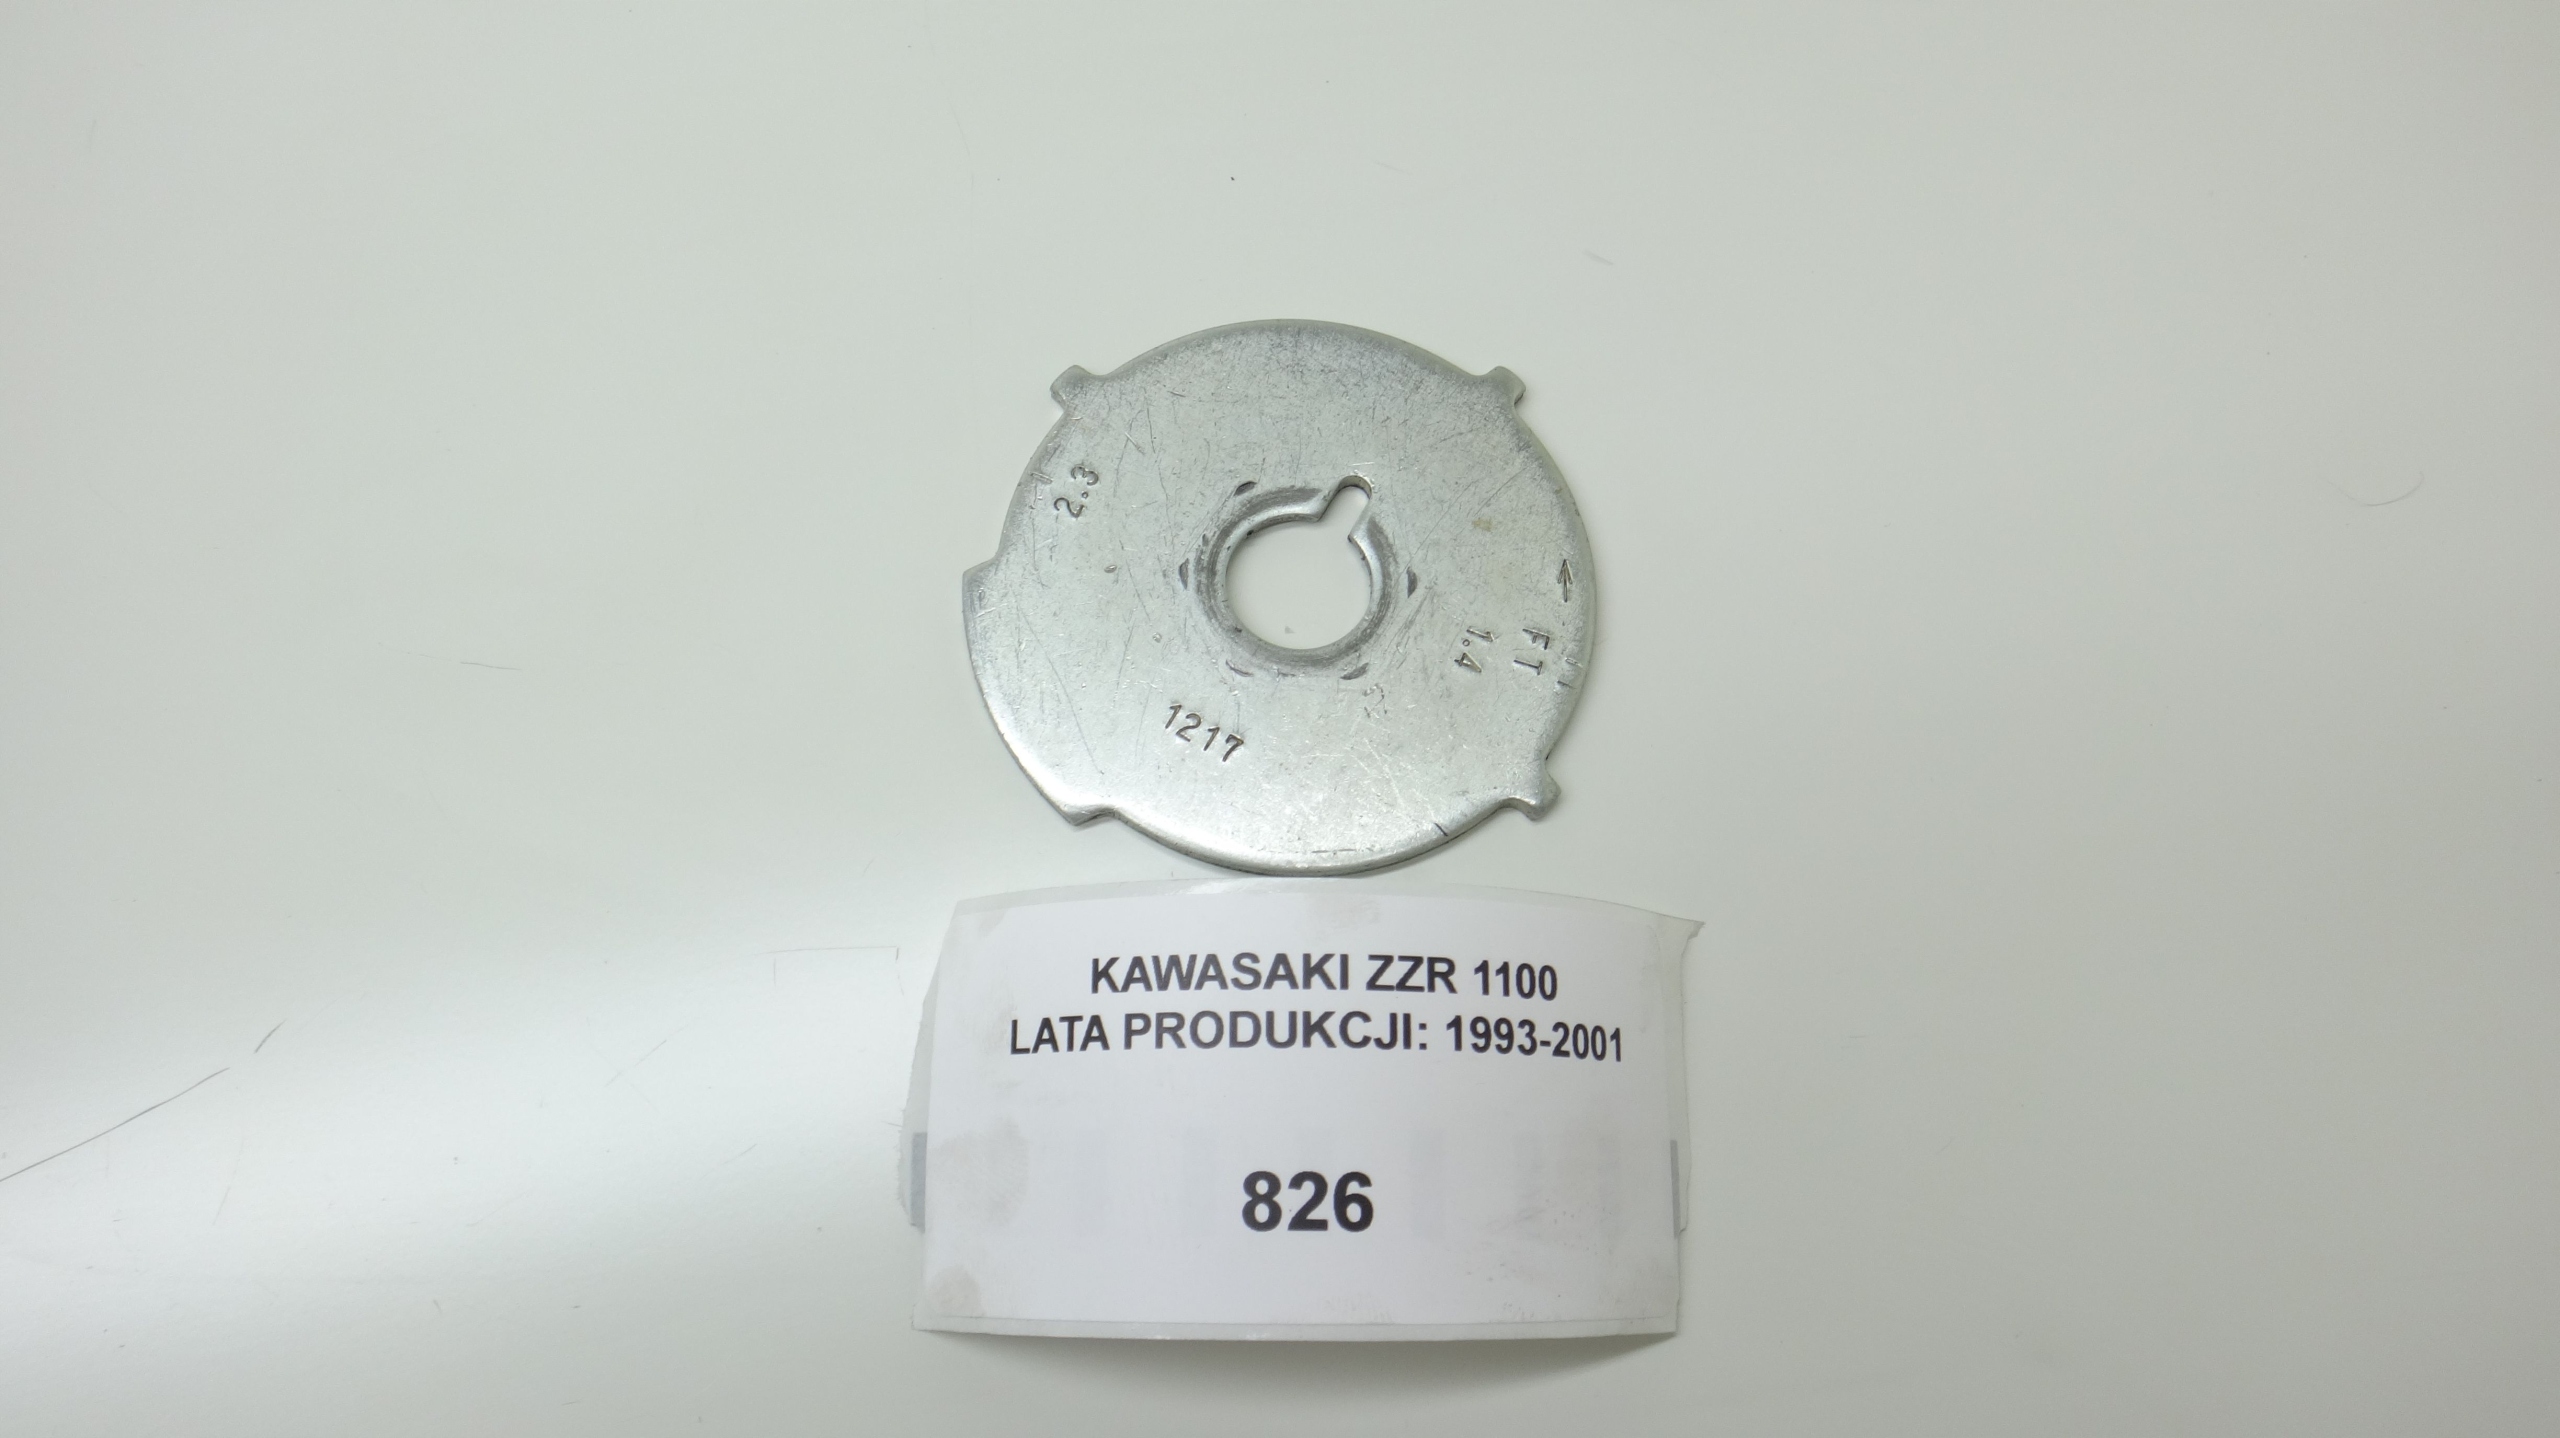 2.3
←
FT
1.4
1217
KAWASAKI ZZR 1100
LATA PRODUKCJI: 1993-2001
826